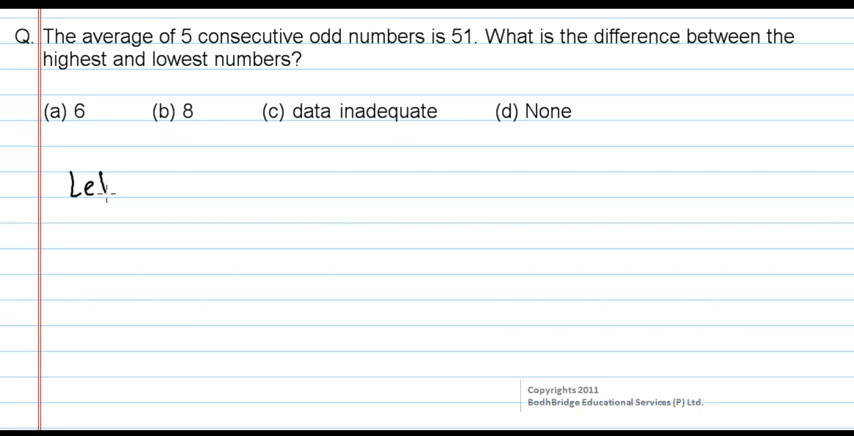 Q. The average of 5 consecutive odd numbers is 51. What is the difference between the
highest and lowest numbers?
(a) 6 (b) 8 (c) data inadequate (d) None
Let
Copyrights 2011
BodhBridge Educational Services (P) Ltd.